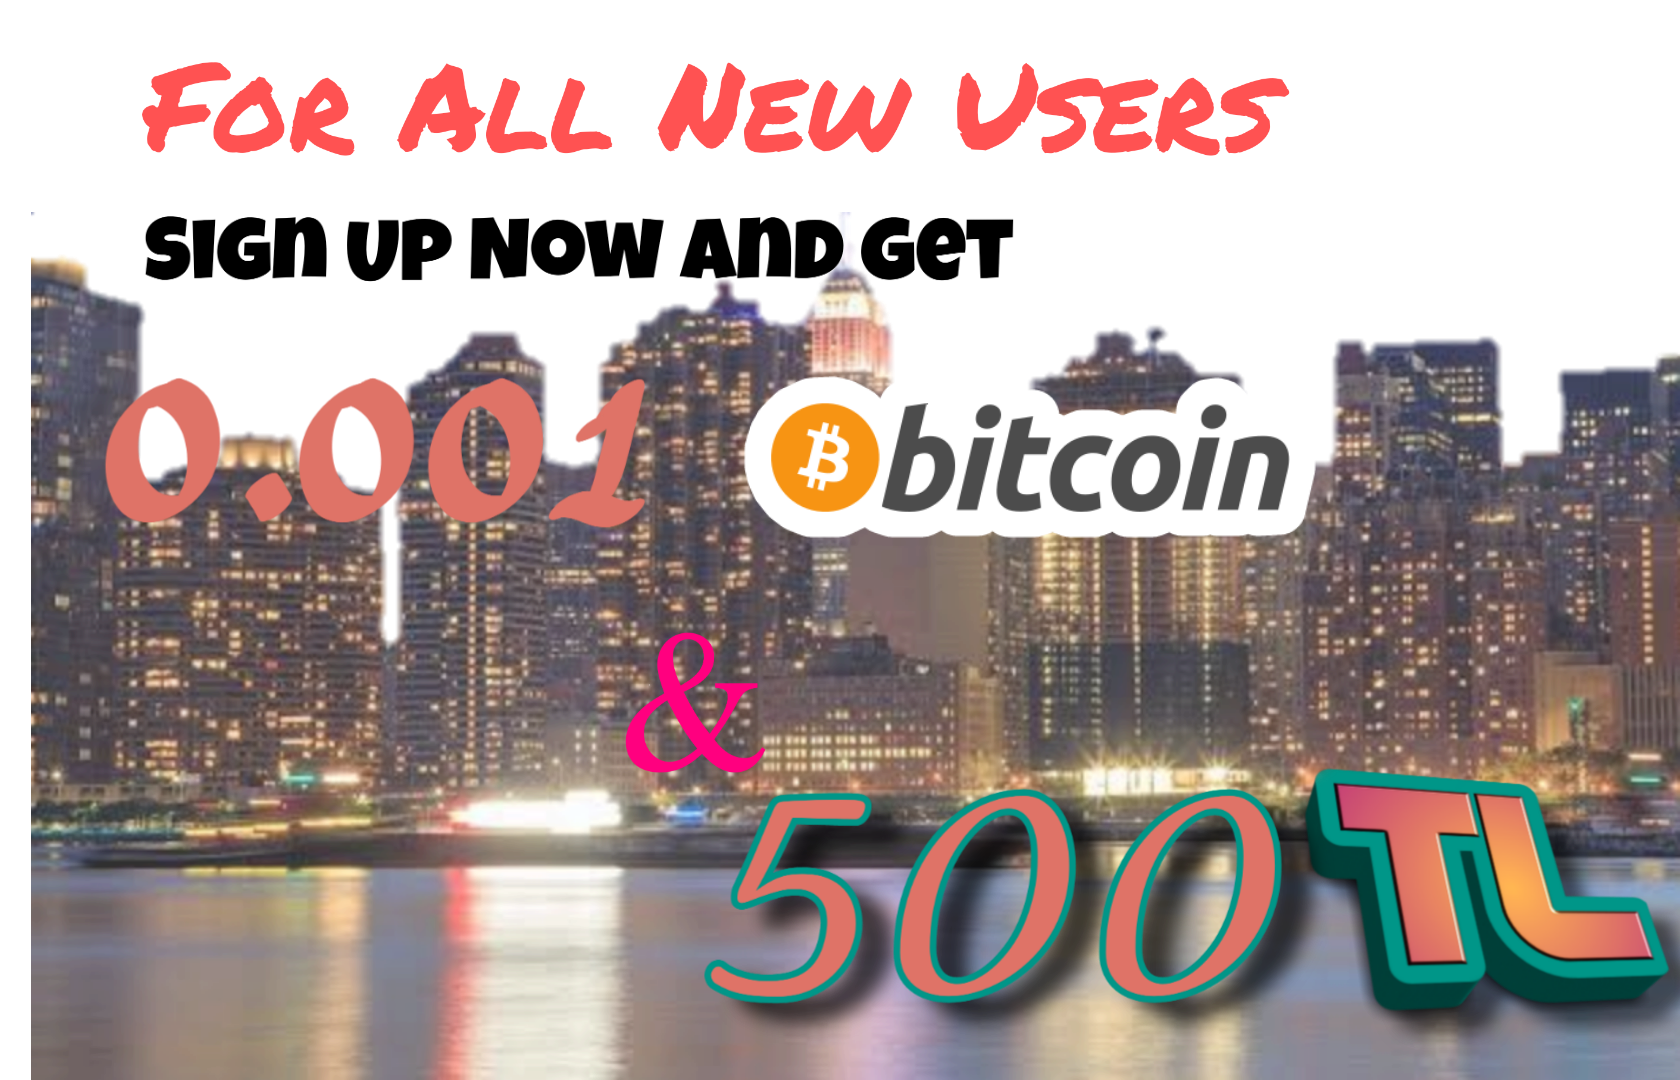 For All New Users
Sign up now and get
0.001 bitcoin
&
500 TL